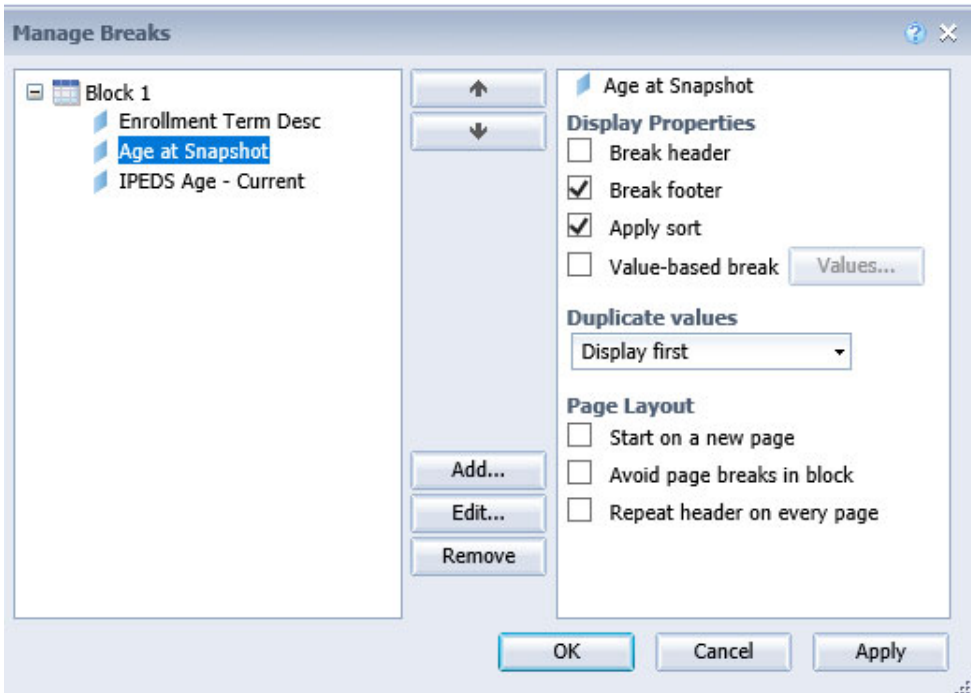 Manage Breaks
Block 1
Enrollment Term Desc
Age at Snapshot
IPEDS Age - Current
Add...
Edit...
Remove
Age at Snapshot
Display Properties
Break header
Break footer
Apply sort
Value-based break Values...
Duplicate values
Display first
Page Layout
Start on a new page
Avoid page breaks in block
Repeat header on every page
OK Cancel Apply